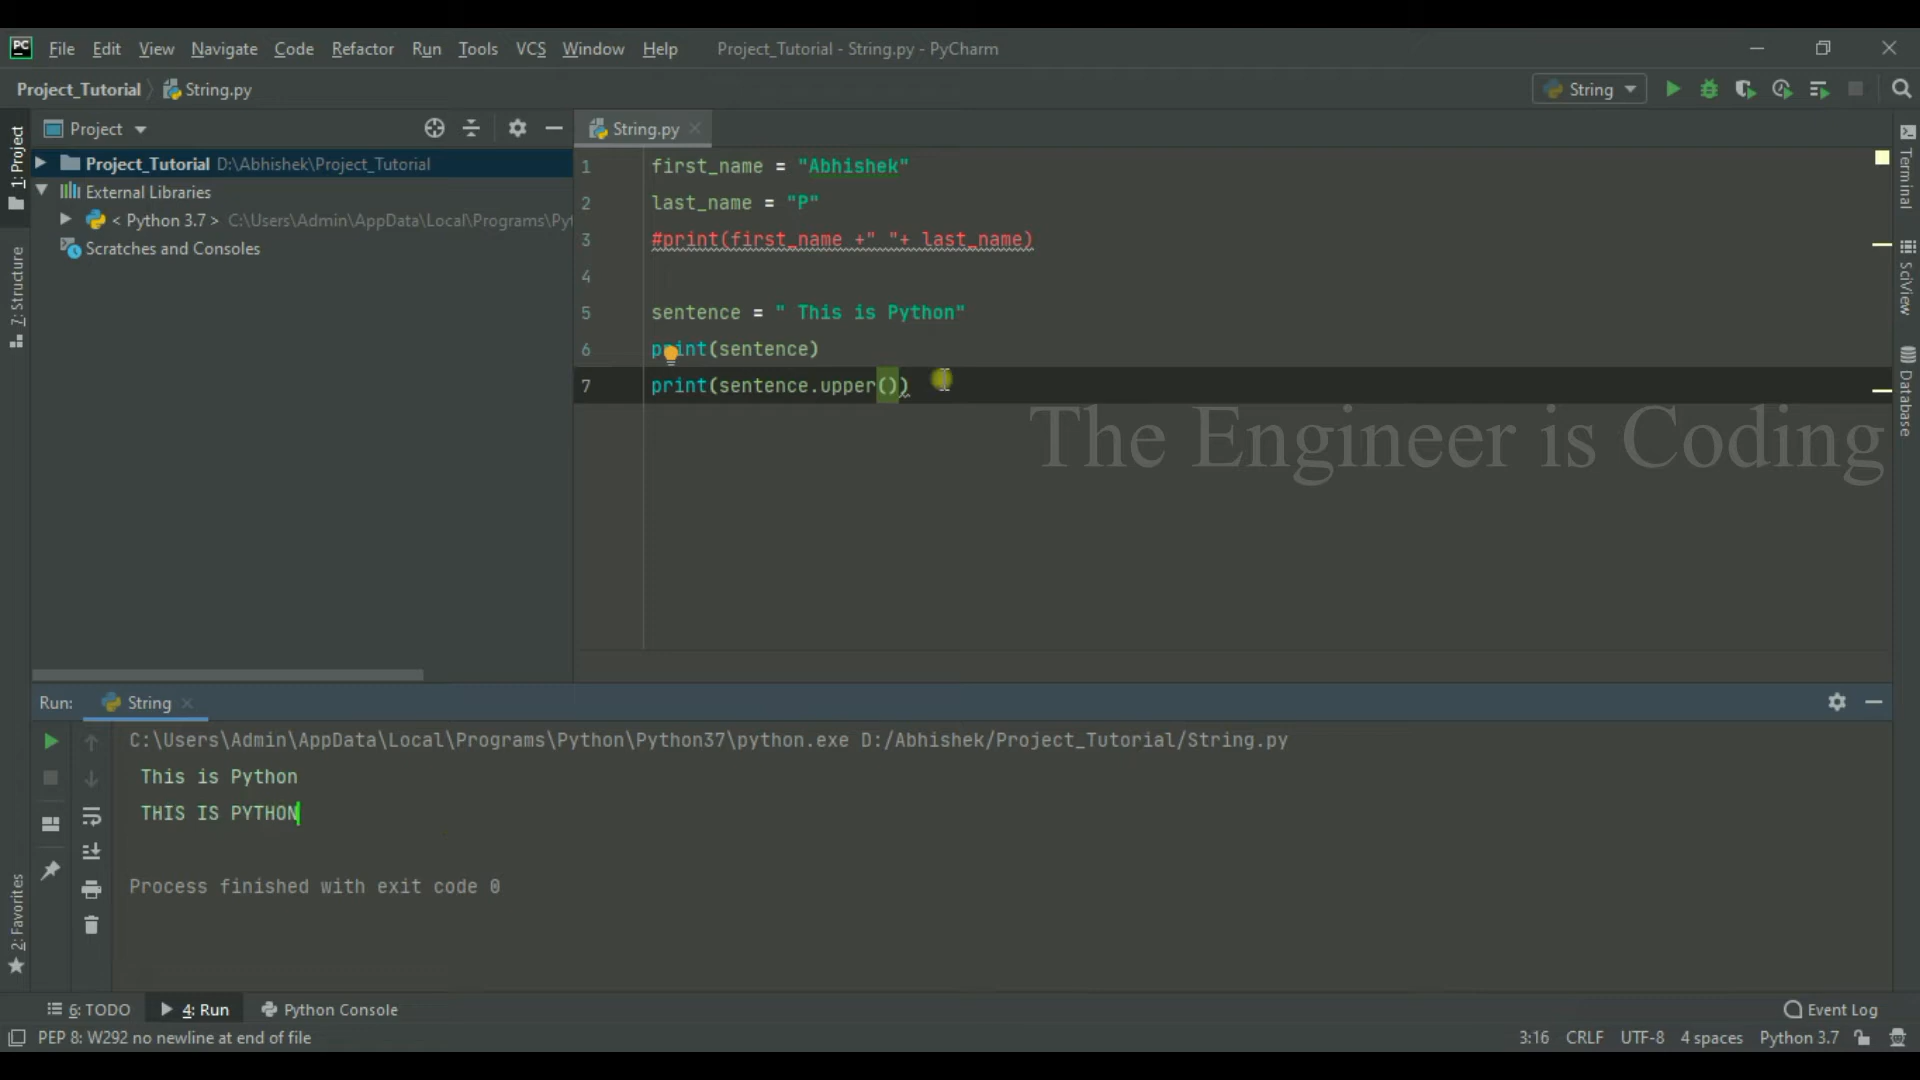 PC File Edit View Navigate Code Refactor Run Tools VCS Window Help Project_Tutorial - String.py - PyCharm
Project_Tutorial String.py String
1: Project
7: Structure
2: Favorites
Project
Project_Tutorial D:\Abhishek\Project_Tutorial
External Libraries
< Python 3.7 > C:\Users\Admin\AppData\Local\Programs\Pyt
Scratches and Consoles
String.py
1 first_name = "Abhishek"
2 last_name = "P"
3 #print(first_name +" "+ last_name)
4
5 sentence = " This is Python"
6 print(sentence)
7 print(sentence.upper())
The Engineer is Coding
Terminal
SciView
Database
Run: String
C:\Users\Admin\AppData\Local\Programs\Python\Python37\python.exe D:/Abhishek/Project_Tutorial/String.py
This is Python
THIS IS PYTHON
Process finished with exit code 0
6: TODO 4: Run Python Console Event Log
PEP 8: W292 no newline at end of file 3:16 CRLF UTF-8 4 spaces Python 3.7